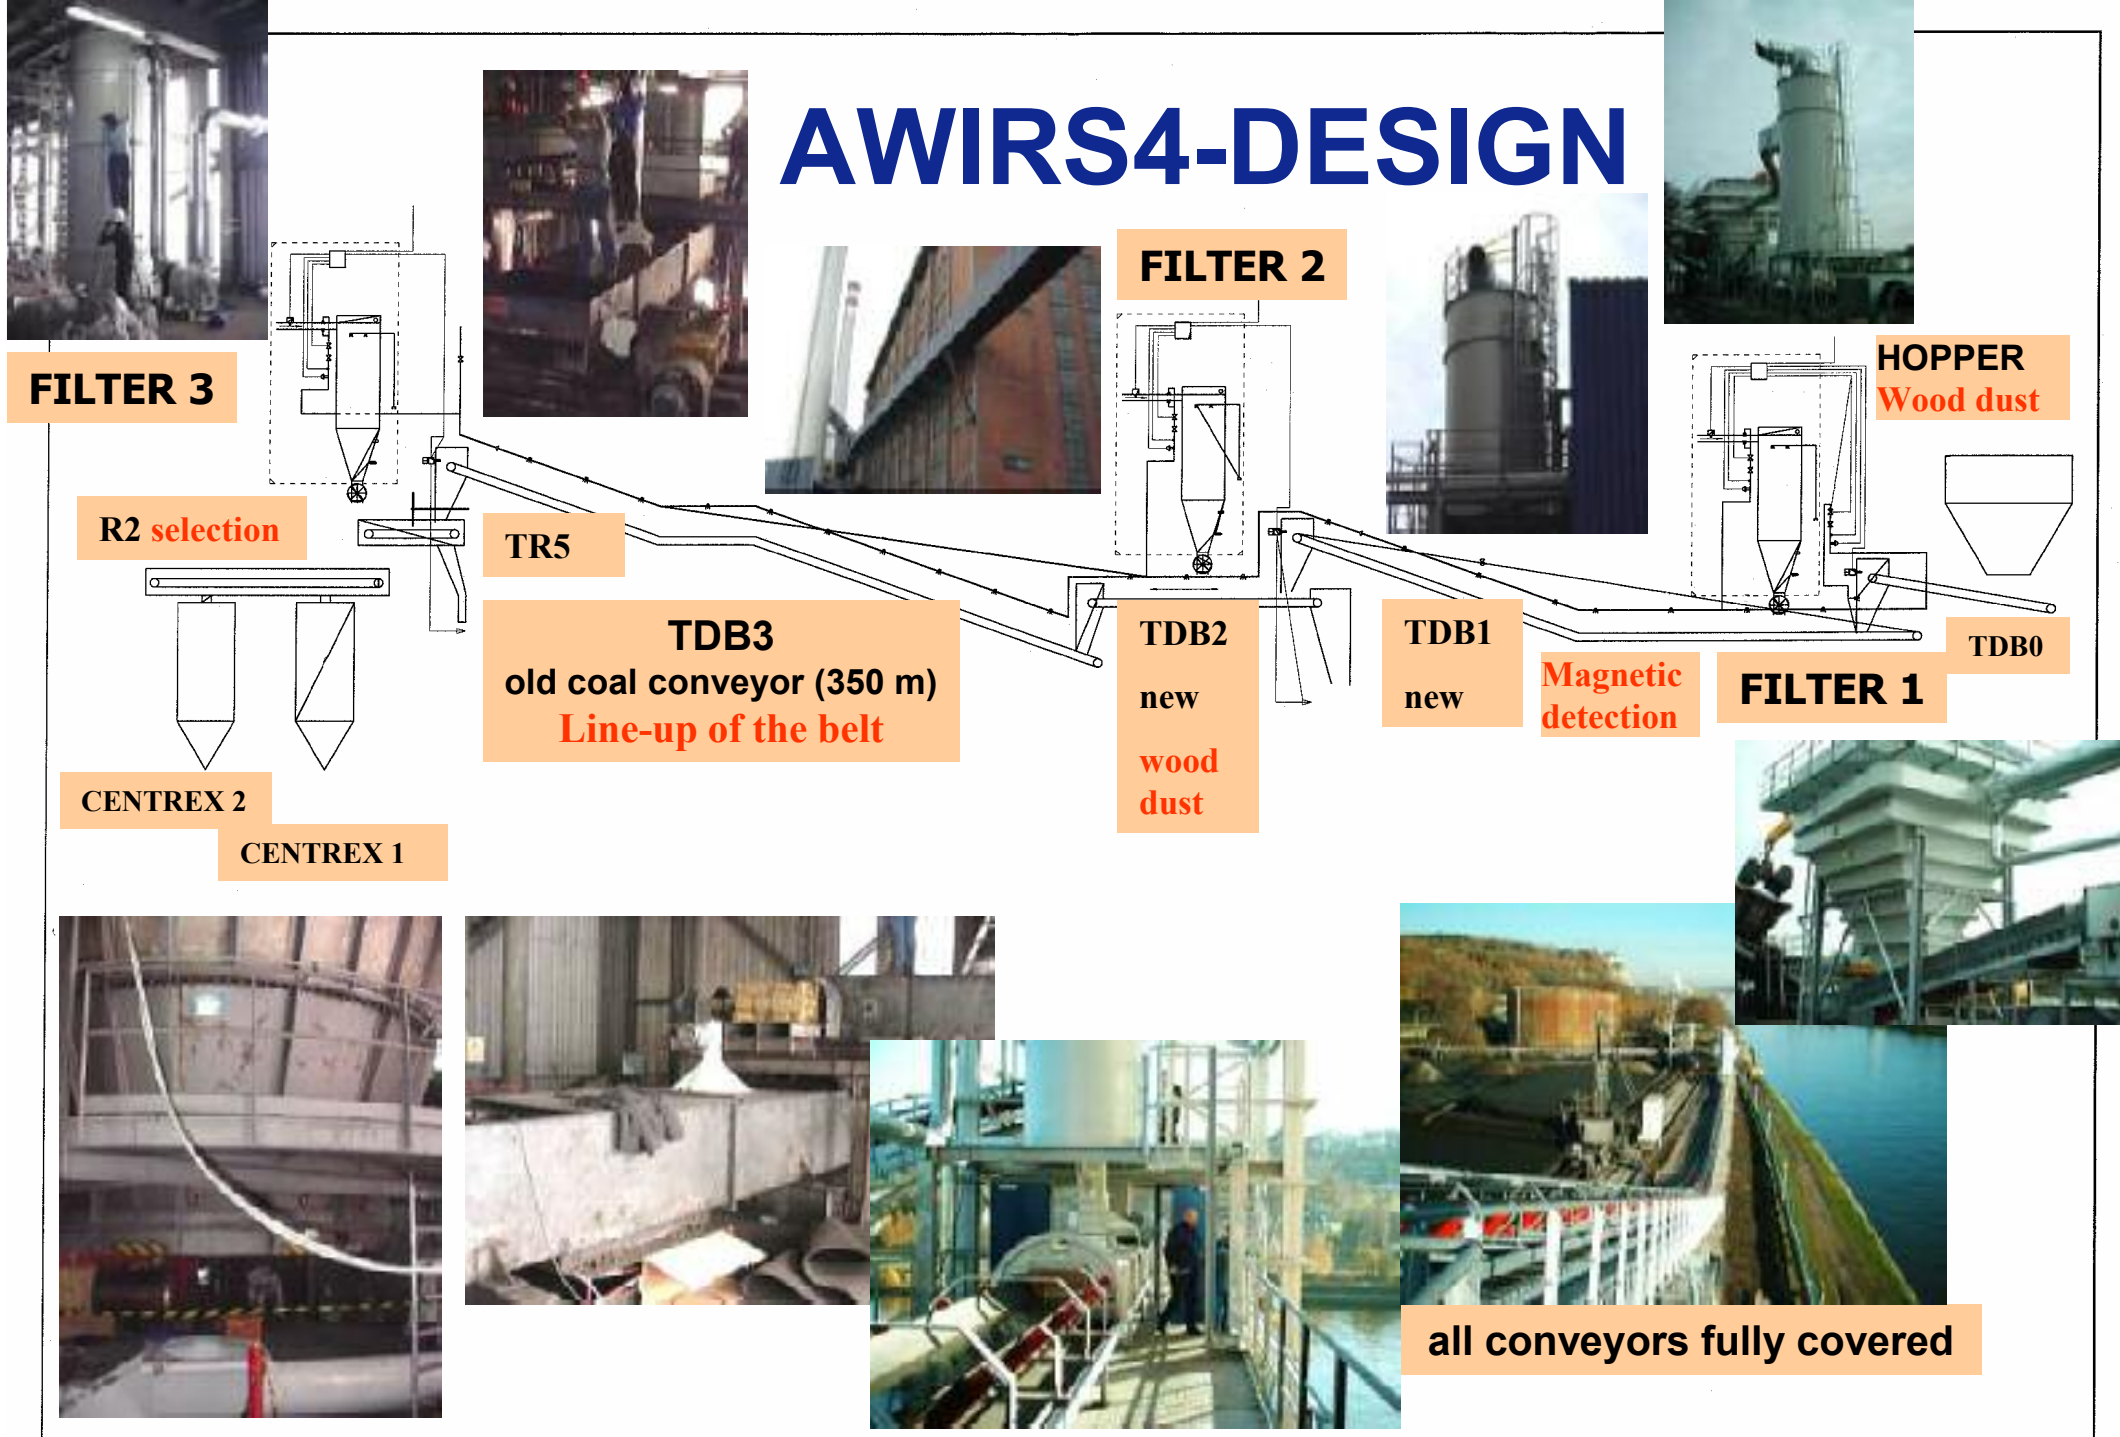 AWIRS4-DESIGN
FILTER 2
HOPPER
Wood dust
FILTER 3
R2 selection
TR5
TDB3
old coal conveyor (350 m)
Line-up of the belt
TDB2
new
wood
dust
TDB1
new
Magnetic
detection
FILTER 1
TDB0
CENTREX 2
CENTREX 1
all conveyors fully covered